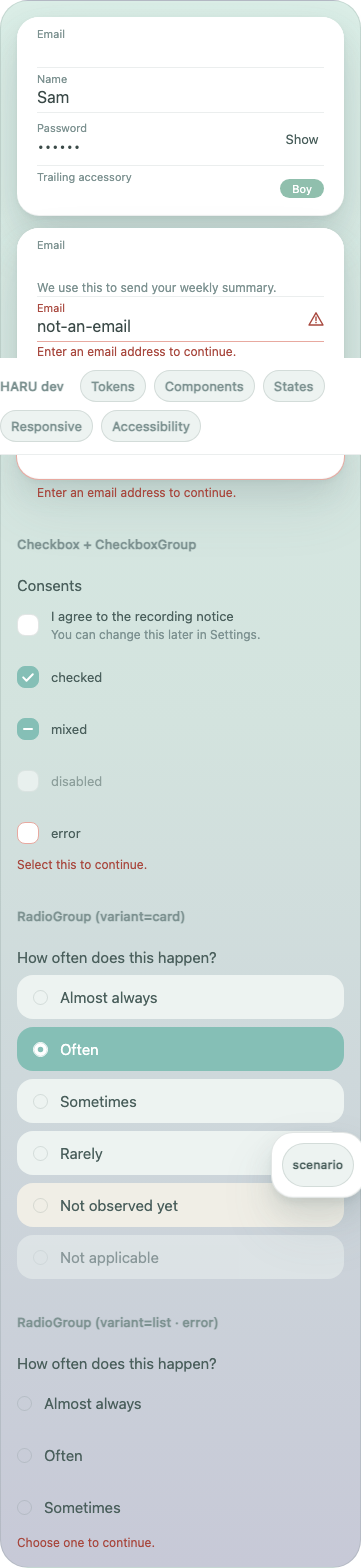 Email
Name
Sam
Password
••••••
Show
Trailing accessory
Boy
Email
We use this to send your weekly summary.
Email
not-an-email
Enter an email address to continue.
HARU dev
Tokens
Components
States
Responsive
Accessibility
Enter an email address to continue.
Checkbox + CheckboxGroup
Consents
I agree to the recording notice
You can change this later in Settings.
checked
mixed
disabled
error
Select this to continue.
RadioGroup (variant=card)
How often does this happen?
Almost always
Often
Sometimes
Rarely
scenario
Not observed yet
Not applicable
RadioGroup (variant=list · error)
How often does this happen?
Almost always
Often
Sometimes
Choose one to continue.